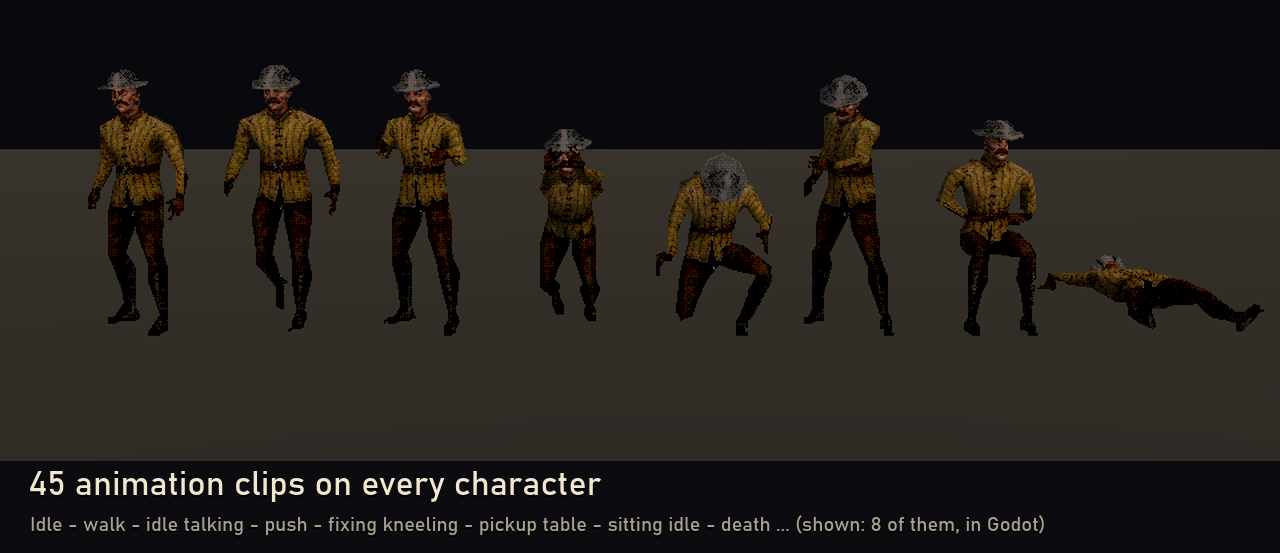 45 animation clips on every character
Idle - walk - idle talking - push - fixing kneeling - pickup table - sitting idle - death ... (shown: 8 of them, in Godot)